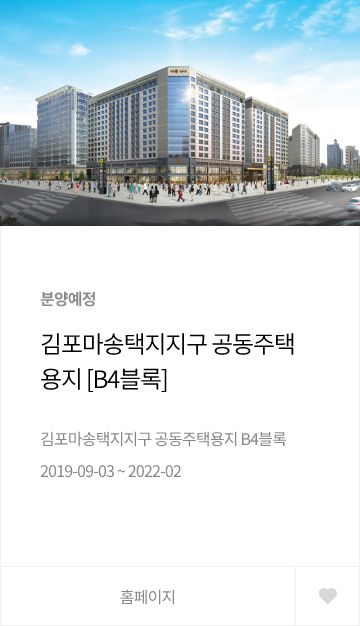 분양예정
김포마송택지지구 공동주택
용지 [B4블록]
김포마송택지지구 공동주택용지 B4블록
2019-09-03 ~ 2022-02
홈페이지